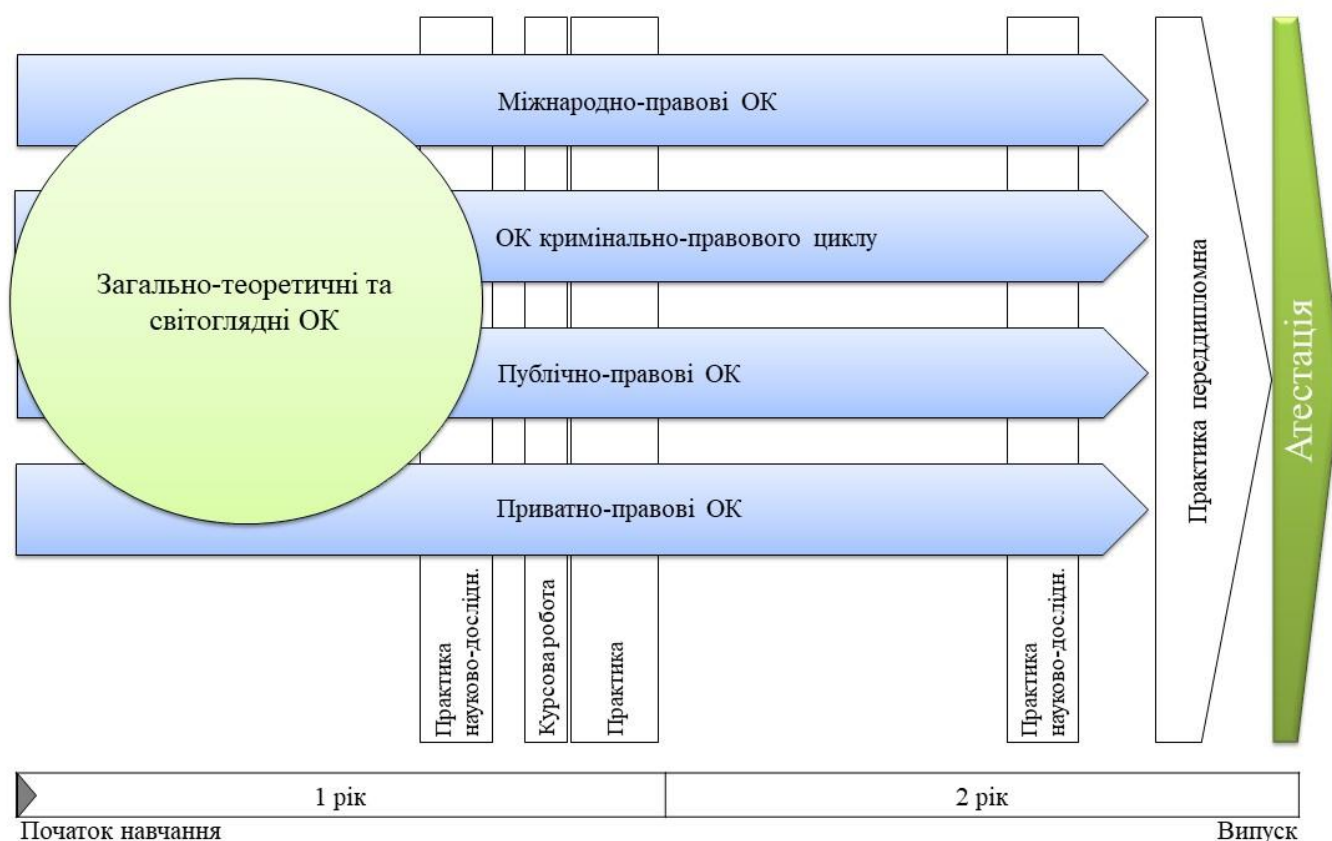 Міжнародно-правові ОК
ОК кримінально-правового циклу
Загально-теоретичні та
світоглядні ОК
Публічно-правові ОК
Приватно-правові ОК
Практика
науково-дослідн.
Курсова робота
Практика
Практика
науково-дослідн.
Практика переддипломна
Атестація
1 рік
2 рік
Початок навчання
Випуск